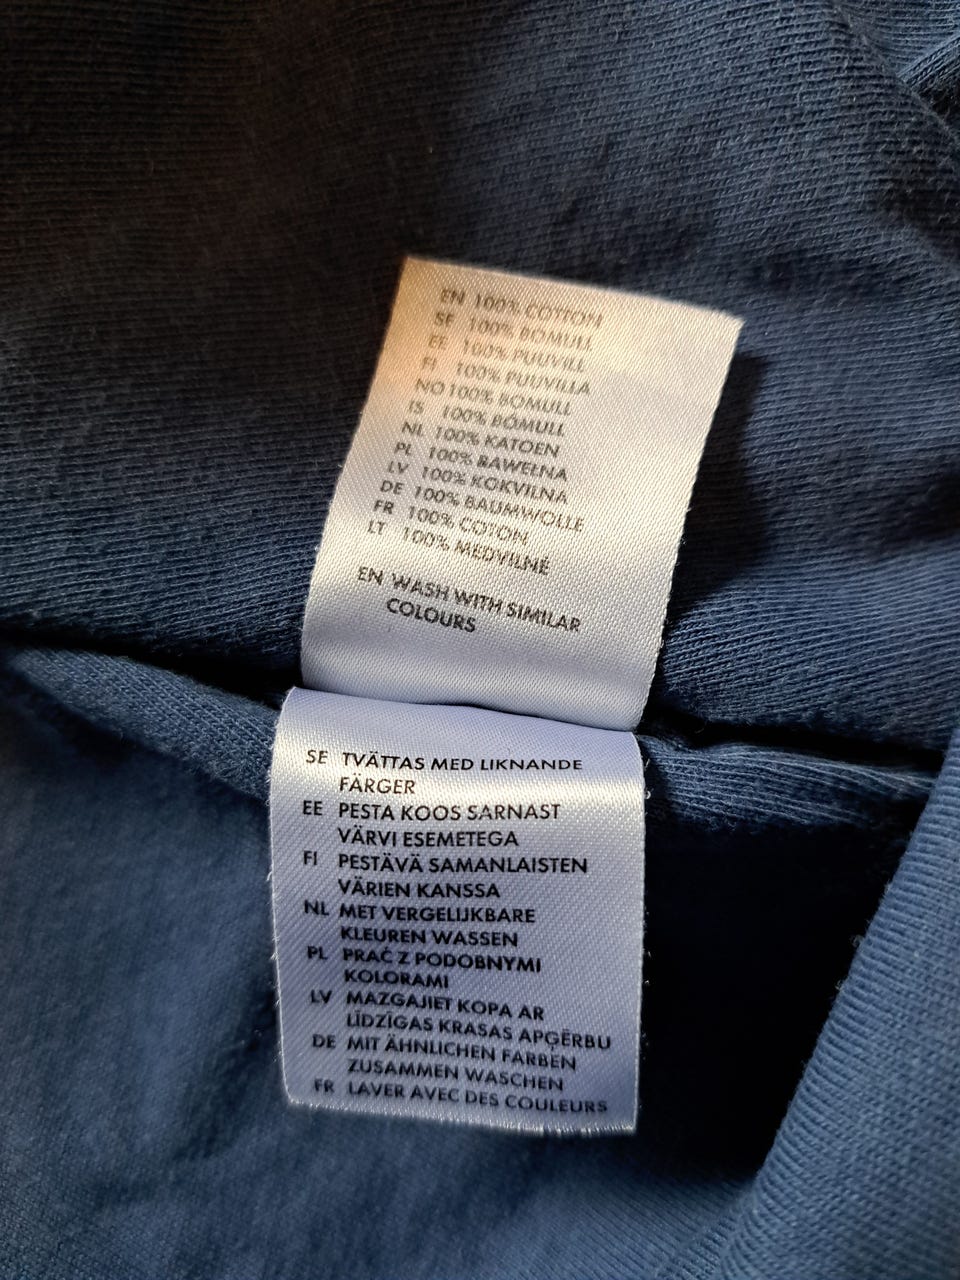 EN 100% COTTON
SE 100% BOMULL
EE 100% PUUVILL
FI 100% PUUVILLA
NO 100% BOMULL
IS 100% BÓMULL
NL 100% KATOEN
PL 100% BAWEŁNA
LV 100% KOKVILNA
DE 100% BAUMWOLLE
FR 100% COTON
LT 100% MEDVILNĖ
EN WASH WITH SIMILAR
COLOURS
SE TVÄTTAS MED LIKNANDE
FÄRGER
EE PESTA KOOS SARNAST
VÄRVI ESEMETEGA
FI PESTÄVÄ SAMANLAISTEN
VÄRIEN KANSSA
NL MET VERGELIJKBARE
KLEUREN WASSEN
PL PRAĆ Z PODOBNYMI
KOLORAMI
LV MAZGAJIET KOPA AR
LĪDZĪGAS KRASAS APĢĒRBU
DE MIT ÄHNLICHEN FARBEN
ZUSAMMEN WASCHEN
FR LAVER AVEC DES COULEURS